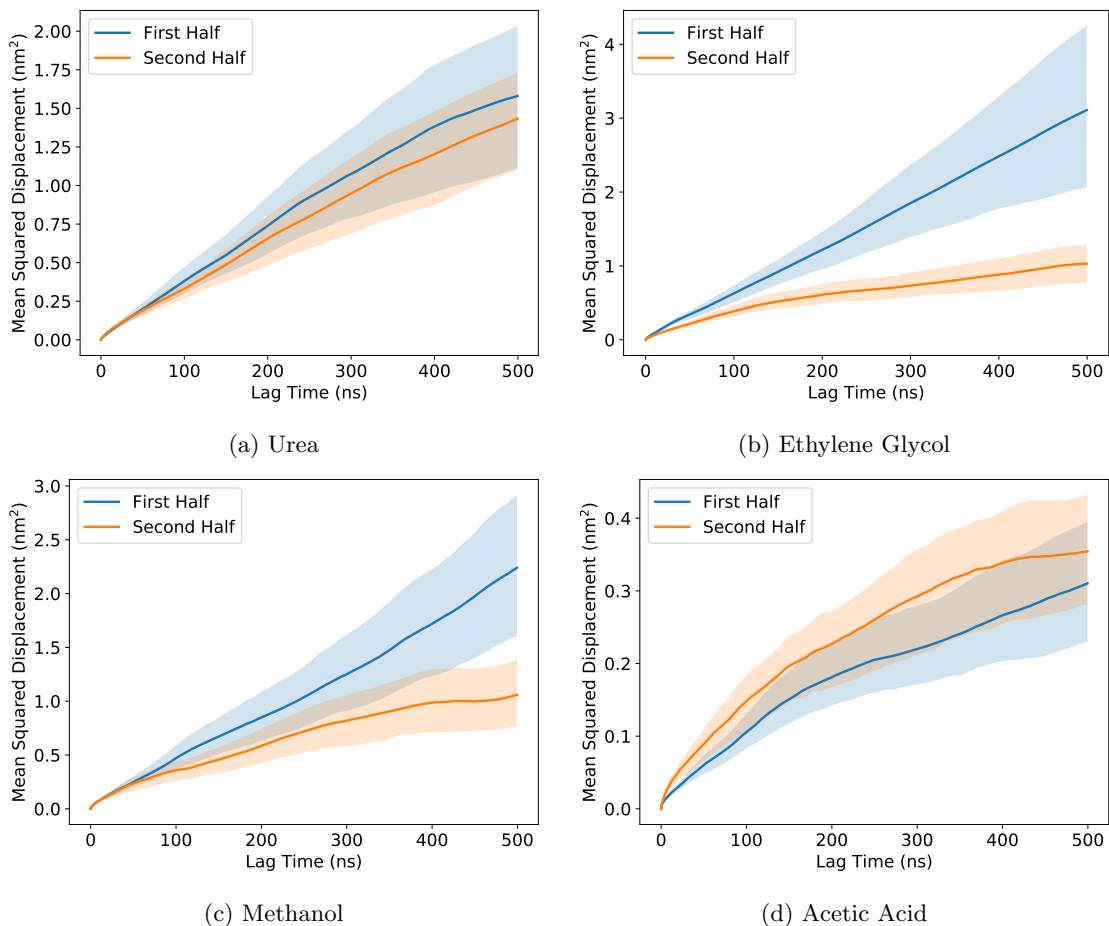 Mean Squared Displacement (nm²)
2.00
1.75
1.50
1.25
1.00
0.75
0.50
0.25
0.00
First Half
Second Half
0 100 200 300 400 500
Lag Time (ns)
(a) Urea
Mean Squared Displacement (nm²)
4
3
2
1
0
First Half
Second Half
0 100 200 300 400 500
Lag Time (ns)
(b) Ethylene Glycol
Mean Squared Displacement (nm²)
3.0
2.5
2.0
1.5
1.0
0.5
0.0
First Half
Second Half
0 100 200 300 400 500
Lag Time (ns)
(c) Methanol
Mean Squared Displacement (nm²)
0.4
0.3
0.2
0.1
0.0
First Half
Second Half
0 100 200 300 400 500
Lag Time (ns)
(d) Acetic Acid